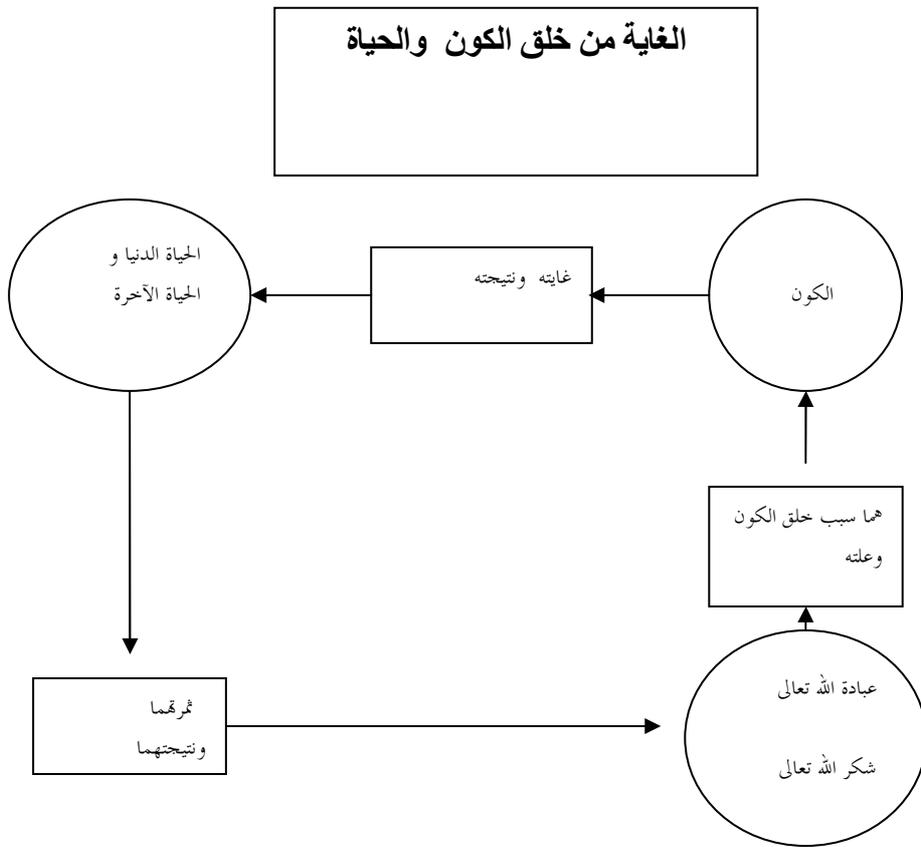 الغاية من خلق الكون والحياة
الكون
غايته ونتيجته
الحياة الدنيا و
الحياة الآخرة
ثمرتهما
ونتيجتهما
عبادة الله تعالى
شكر الله تعالى
هما سبب خلق الكون
وعلته